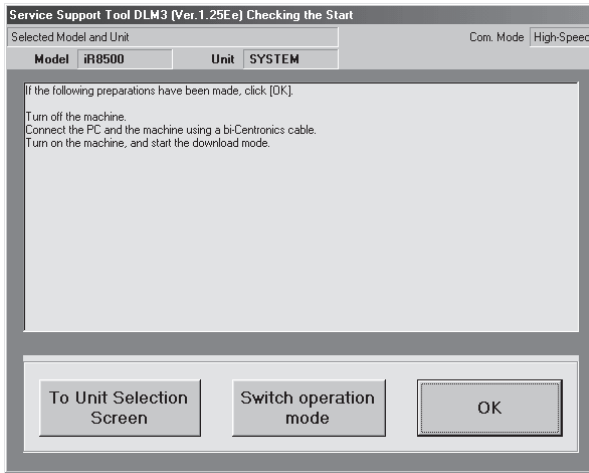 Service Support Tool DLM3 (Ver.1.25Ee) Checking the Start
Selected Model and Unit
Com. Mode High-Speed
Model iR8500 Unit SYSTEM
If the following preparations have been made, click [OK].
Turn off the machine.
Connect the PC and the machine using a bi-Centronics cable.
Turn on the machine, and start the download mode.
To Unit Selection
Screen
Switch operation
mode
OK